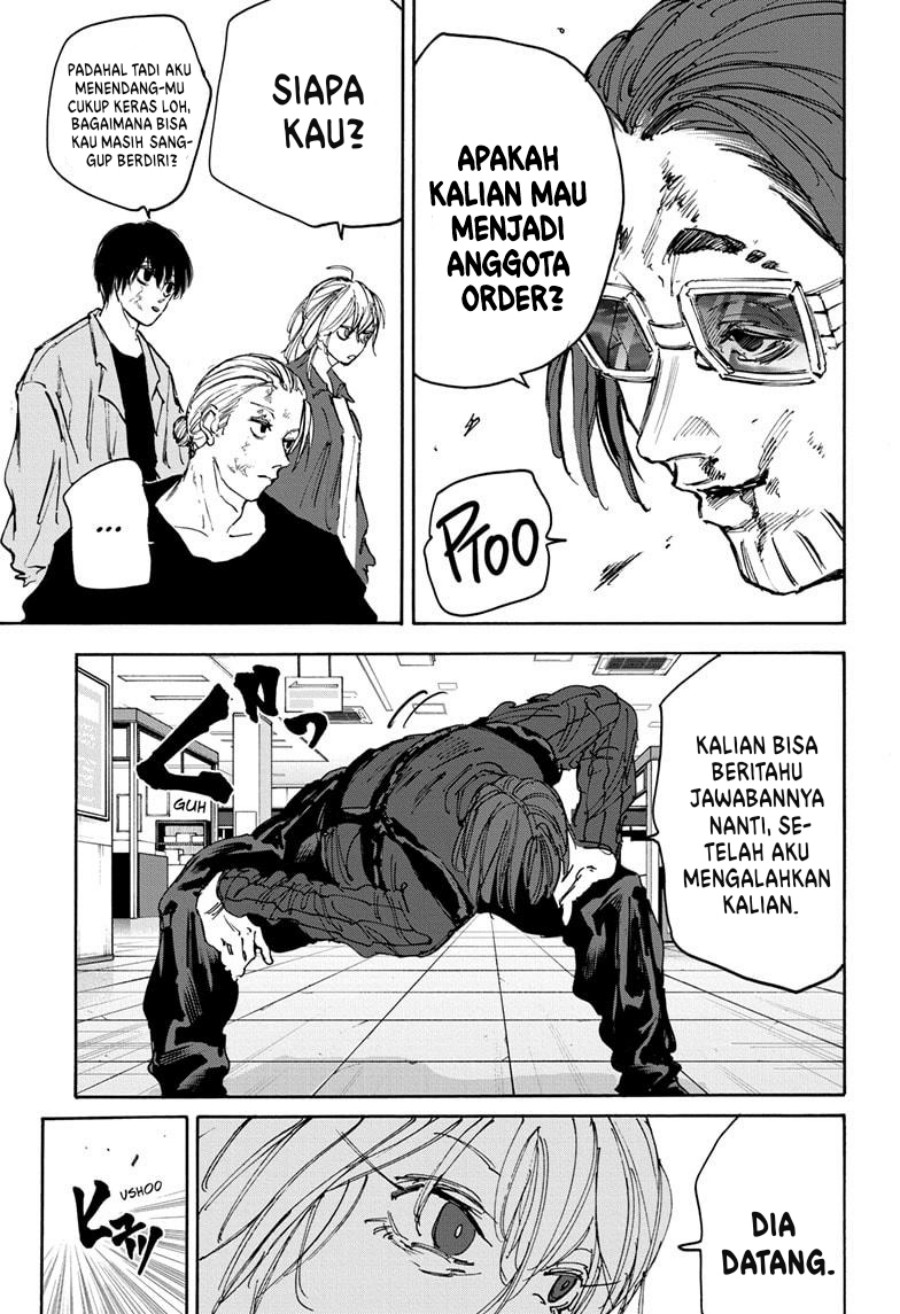 APAKAH
KALIAN MAU
MENJADI
ANGGOTA
ORDER?
PTOO
SIAPA
KAU?
PADAHAL TADI AKU
MENENDANG-MU
CUKUP KERAS LOH,
BAGAIMANA BISA
KAU MASIH SANG-
GUP BERDIRI?
...
KALIAN BISA
BERITAHU
JAWABANNYA
NANTI, SE-
TELAH AKU
MENGALAHKAN
KALIAN.
GUH
DIA
DATANG.
USHOO